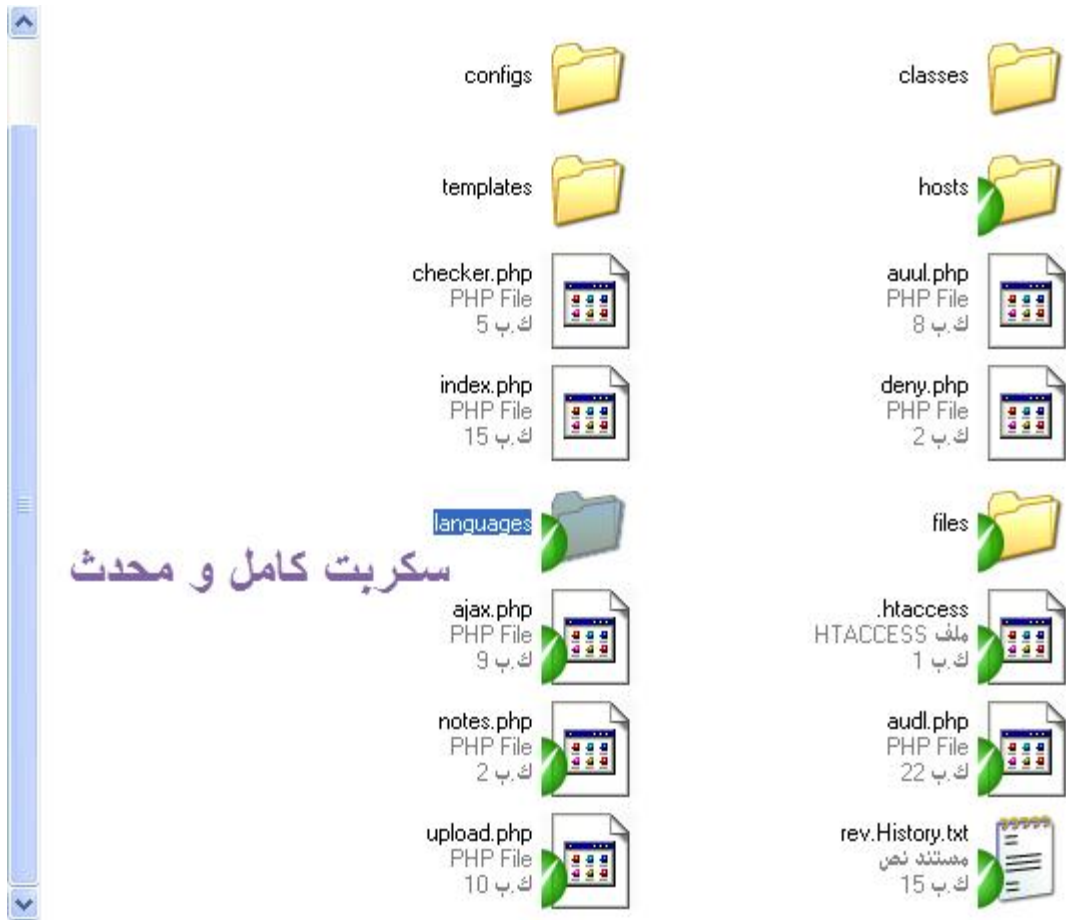 classes
configs
hosts
templates
auul.php
PHP File
8 ك.ب
checker.php
PHP File
5 ك.ب
deny.php
PHP File
2 ك.ب
index.php
PHP File
15 ك.ب
files
languages
سكربت كامل و محدث
.htaccess
ملف HTACCESS
1 ك.ب
ajax.php
PHP File
9 ك.ب
audl.php
PHP File
22 ك.ب
notes.php
PHP File
2 ك.ب
rev.History.txt
مستند نص
15 ك.ب
upload.php
PHP File
10 ك.ب